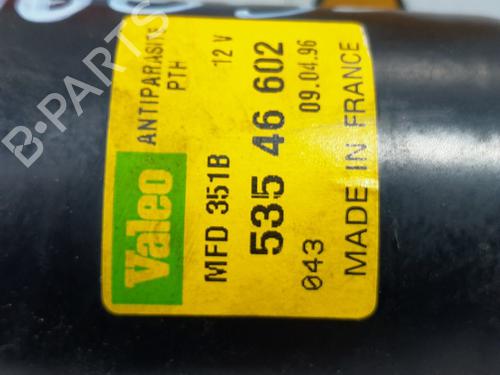 Valeo
ANTIPARASITE
PTH 12 V
MFD 351B
535 46 602
043 09.04.96
MADE IN FRANCE
B-PARTS